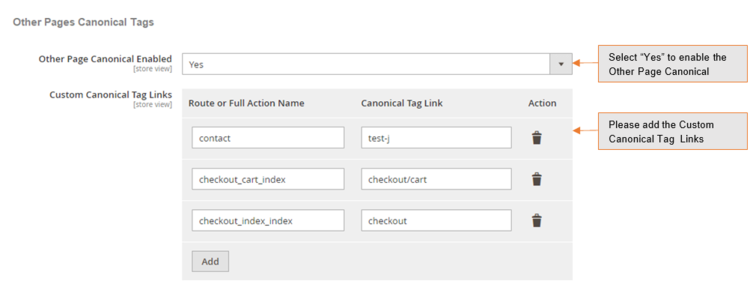 Other Pages Canonical Tags
Other Page Canonical Enabled
[store view]
Yes
Select “Yes” to enable the
Other Page Canonical
Custom Canonical Tag Links
[store view]
Route or Full Action Name Canonical Tag Link Action
contact test-j
Please add the Custom
Canonical Tag Links
checkout_cart_index checkout/cart
checkout_index_index checkout
Add